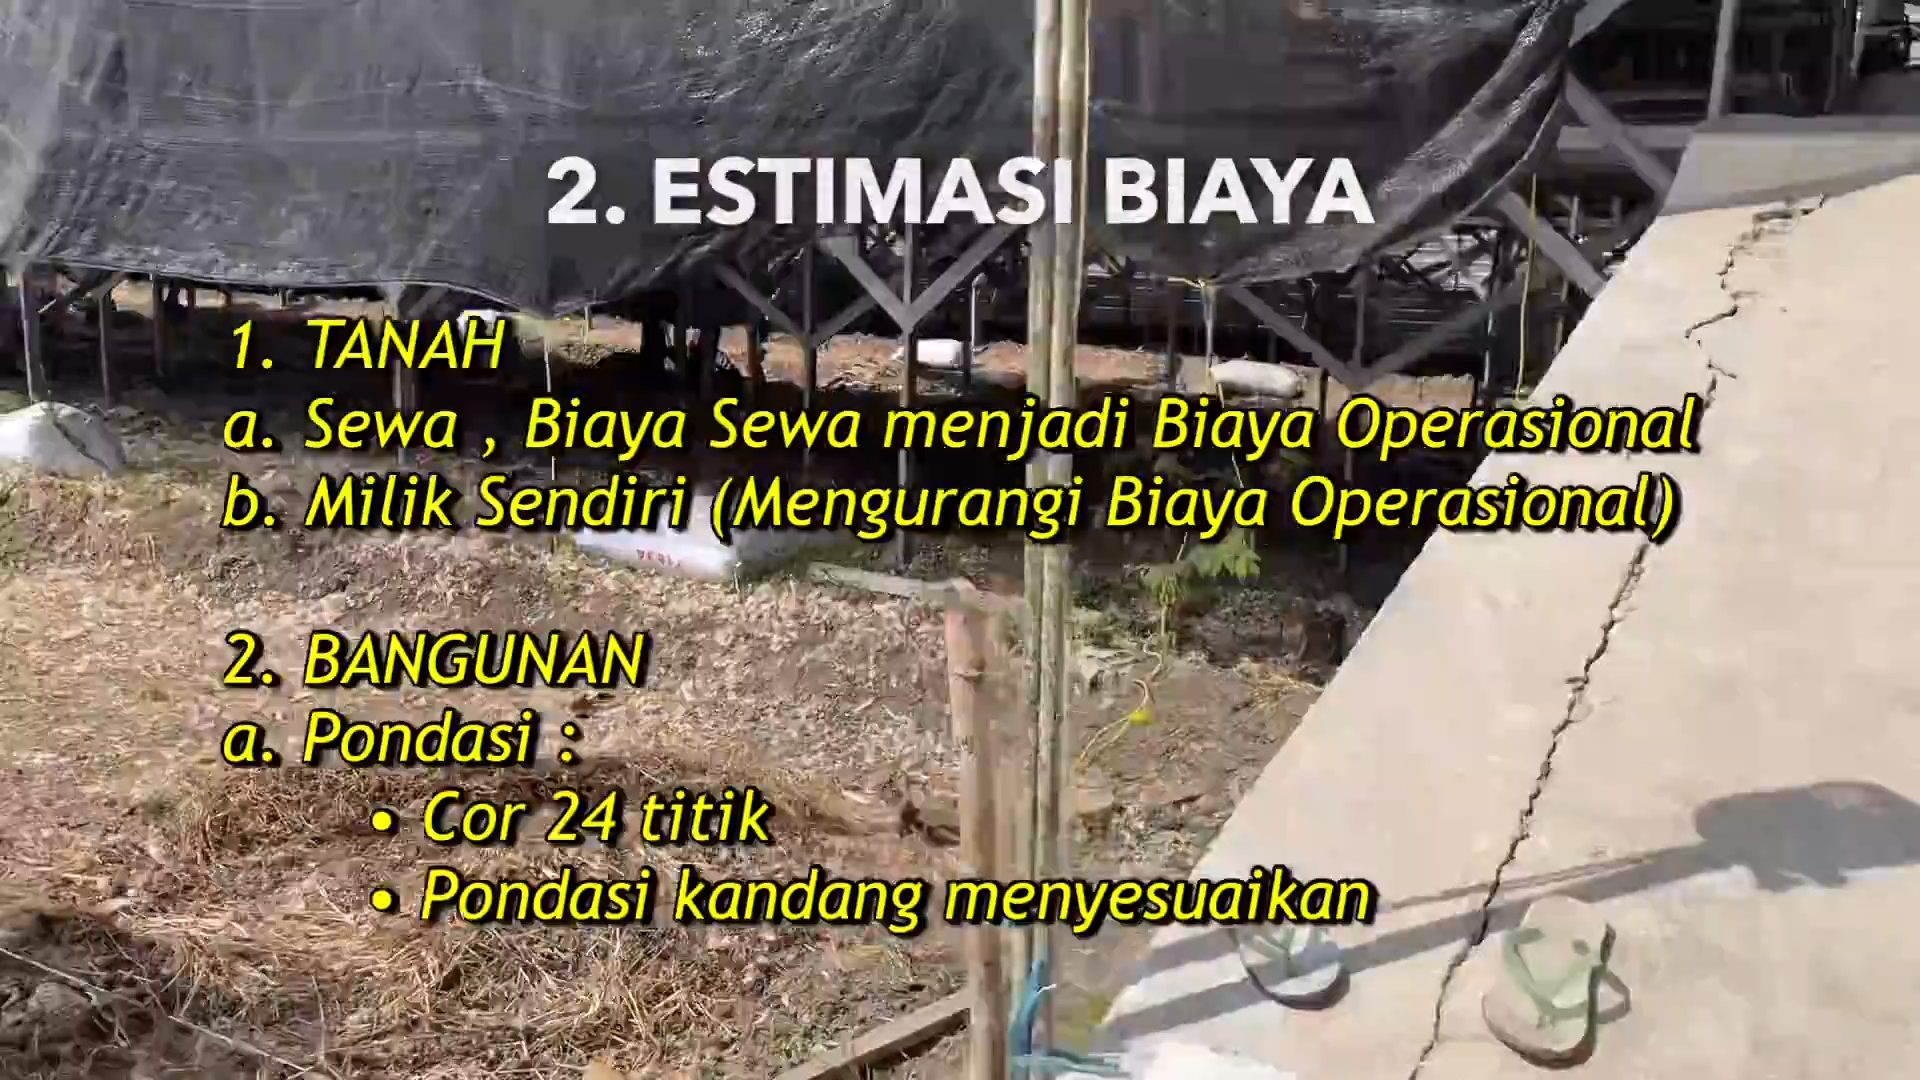 2. ESTIMASI BIAYA
1. TANAH
a. Sewa , Biaya Sewa menjadi Biaya Operasional
b. Milik Sendiri (Mengurangi Biaya Operasional)
2. BANGUNAN
a. Pondasi :
• Cor 24 titik
• Pondasi kandang menyesuaikan